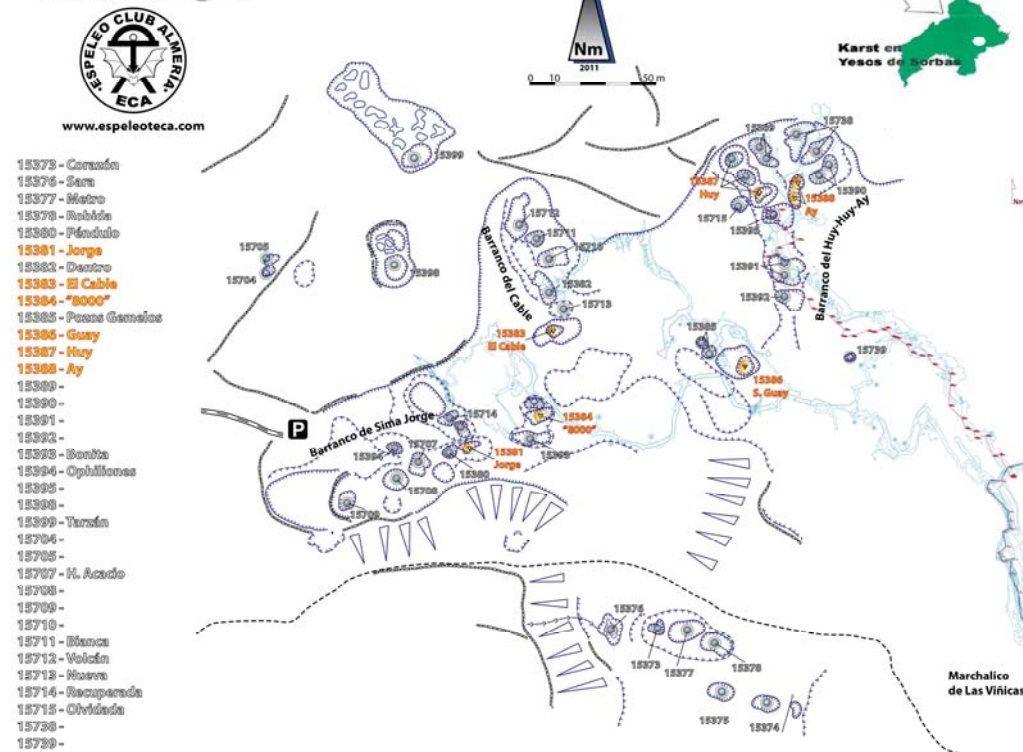 ESPELEO CLUB ALMERÍA
ECA
www.espeleoteca.com
Nm
2011
0 10 50 m
Karst en
Yesos de Sorbas
15373 - Corazón
15376 - Sara
15377 - Metro
15378 - Robida
15380 - Péndulo
15381 - Jorge
15382 - Dentro
15383 - El Cable
15384 - "8000"
15385 - Pozos Gemelos
15386 - Guay
15387 - Huy
15388 - Ay
15389 -
15390 -
15391 -
15392 -
15393 - Bonita
15394 - Ophiliones
15395 -
15398 -
15399 - Tarzán
15704 -
15705 -
15707 - H. Acacio
15708 -
15709 -
15710 -
15711 - Bianca
15712 - Volcán
15713 - Nueva
15714 - Recuperada
15715 - Olvidada
15738 -
15739 -
15399
15389
15738
15387
Huy
15388
Ay
15390
15715
15395
15391
15392
Barranco del Huy-Huy-Ay
15712
15711
15710
15382
15713
Barranco del Cable
15383
El Cable
15705
15704
15398
15385
15386
S. Guay
15739
P
Barranco de Sima Jorge
15714
15384
"8000"
15393
15394
15707
15381
Jorge
15380
15708
15709
15376
15373
15377
15378
15375
15374
Marchalico
de Las Viñicas